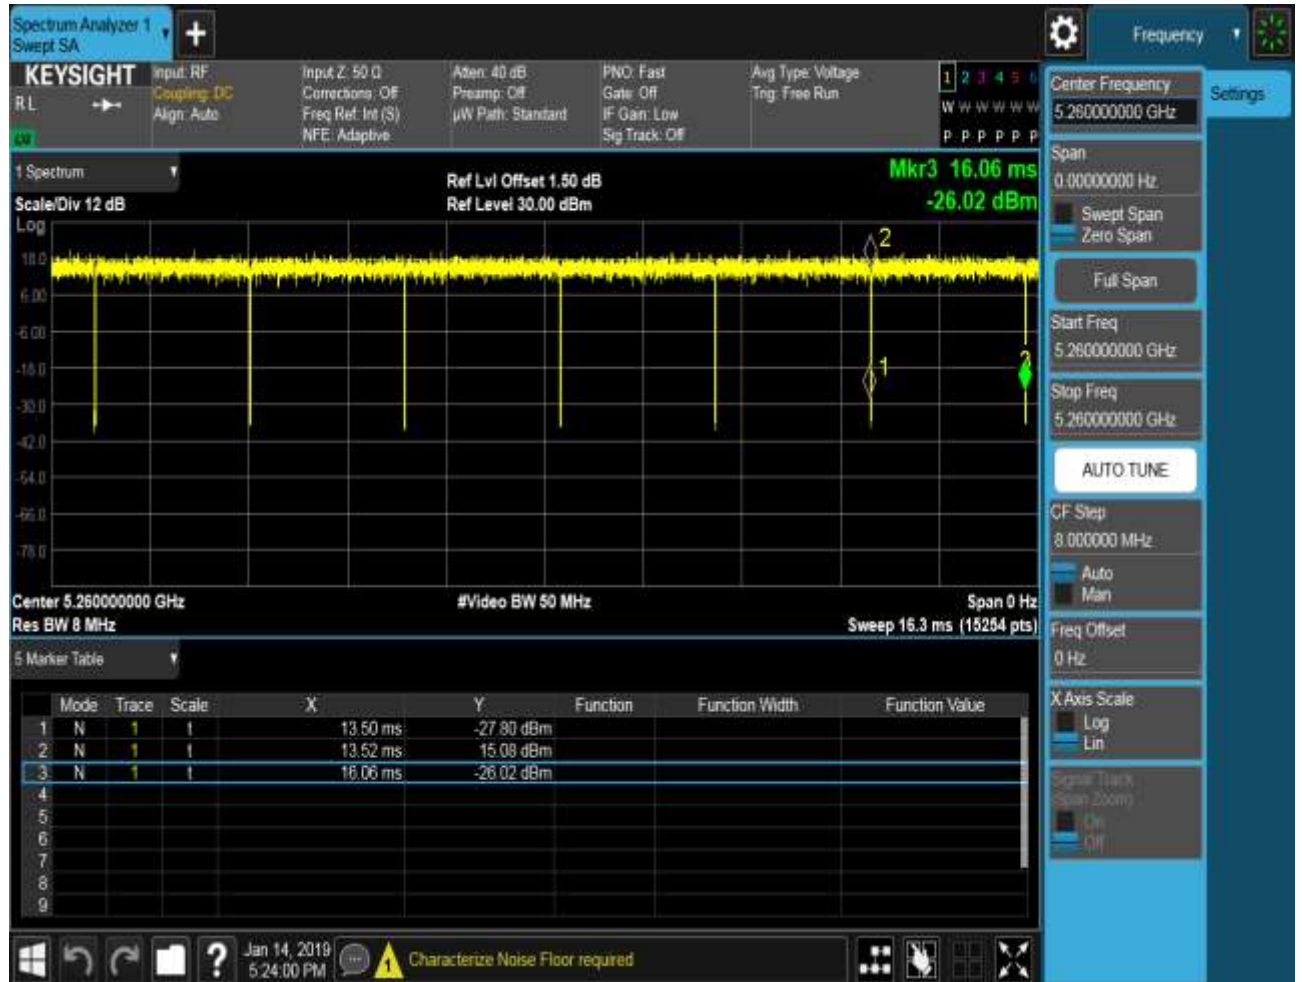 Spectrum Analyzer 1
Swept SA
Frequency
KEYSIGHT
RL
Input: RF
Coupling: DC
Align: Auto
Input Z: 50 Ω
Corrections: Off
Freq Ref: Int (S)
NFE: Adaptive
Atten: 40 dB
Preamp: Off
µW Path: Standard
PNO: Fast
Gate: Off
IF Gain: Low
Sig Track: Off
Avg Type: Voltage
Trig: Free Run
1 2 3 4 5 6
W W W W W W
P P P P P P
1 Spectrum
Scale/Div 12 dB
Ref Lvl Offset 1.50 dB
Ref Level 30.00 dBm
Mkr3 16.06 ms
-26.02 dBm
Log
18.0
6.00
-6.00
-18.0
-30.0
-42.0
-54.0
-66.0
-78.0
2
1
Center 5.260000000 GHz
#Video BW 50 MHz
Span 0 Hz
Res BW 8 MHz
Sweep 16.3 ms (15254 pts)
5 Marker Table
Mode Trace Scale X Y Function Function Width Function Value
1 N 1 t 13.50 ms -27.80 dBm
2 N 1 t 13.52 ms 15.08 dBm
3 N 1 t 16.06 ms -26.02 dBm
4
5
6
7
8
9
Jan 14, 2019
5:24:00 PM
Characterize Noise Floor required
Center Frequency
5.260000000 GHz
Settings
Span
0.00000000 Hz
Swept Span
Zero Span
Full Span
Start Freq
5.260000000 GHz
Stop Freq
5.260000000 GHz
AUTO TUNE
CF Step
8.000000 MHz
Auto
Man
Freq Offset
0 Hz
X Axis Scale
Log
Lin
Signal Track
(Span Zoom)
On
Off